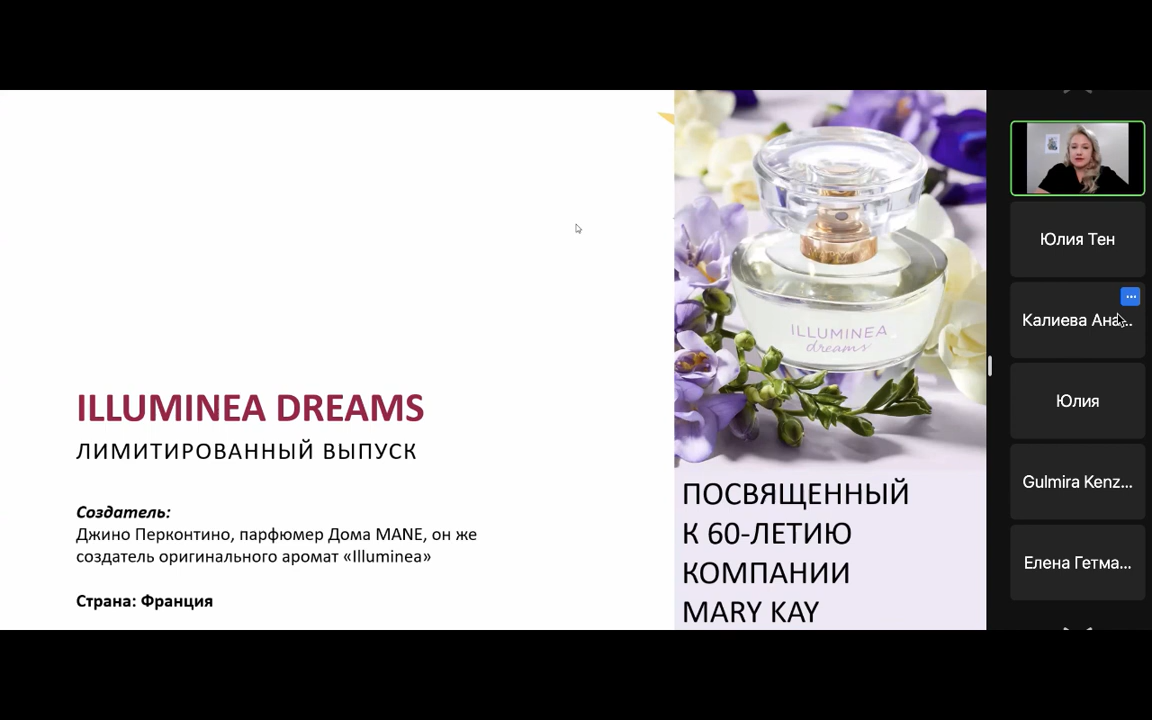 ILLUMINEA DREAMS
ЛИМИТИРОВАННЫЙ ВЫПУСК
Создатель:
Джино Перконтино, парфюмер Дома MANE, он же
создатель оригинального аромат «Illuminea»
Страна: Франция
ILLUMINEA
dreams
ПОСВЯЩЕННЫЙ
К 60-ЛЕТИЮ
КОМПАНИИ
MARY KAY
Юлия Тен
Калиева Ана...
Юлия
Gulmira Kenz...
Елена Гетма...